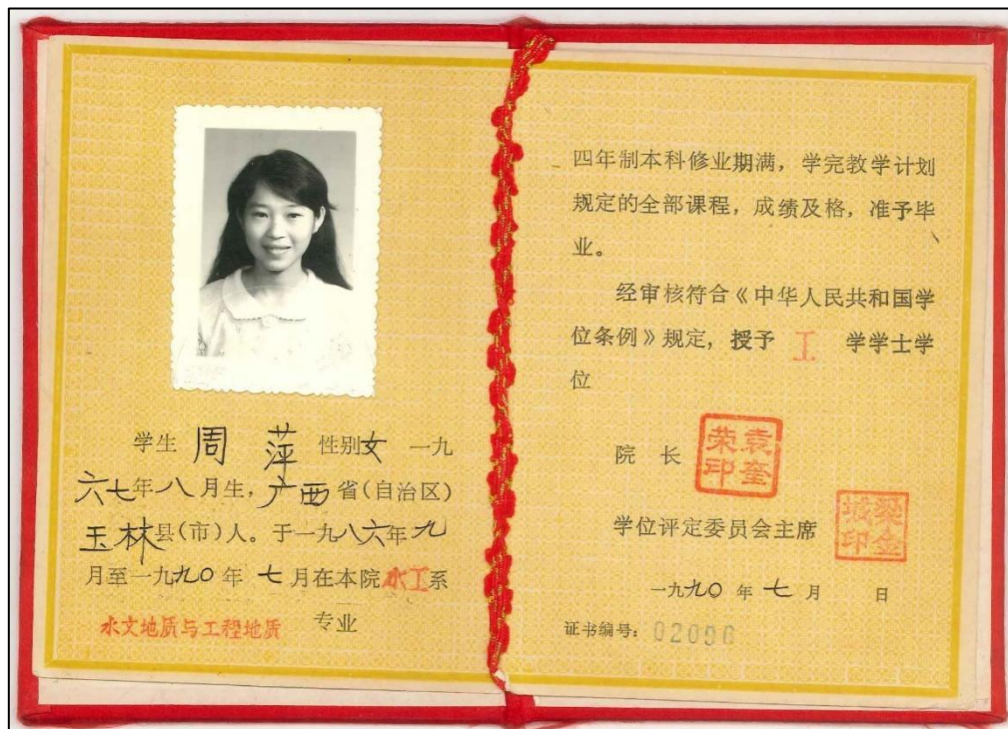 学生 周萍 性别女 一九
六七年八月生，广西省（自治区）
玉林县（市）人。于一九八六年九
月至一九九〇年 七月在本院水工系
水文地质与工程地质 专业
四年制本科修业期满，学完教学计划
规定的全部课程，成绩及格，准予毕
业。
经审核符合《中华人民共和国学
位条例》规定，授予 工 学学士学
位
院 长
袁奎荣印
学位评定委员会主席
梁金城印
一九九〇年七月 日
证书编号：02096